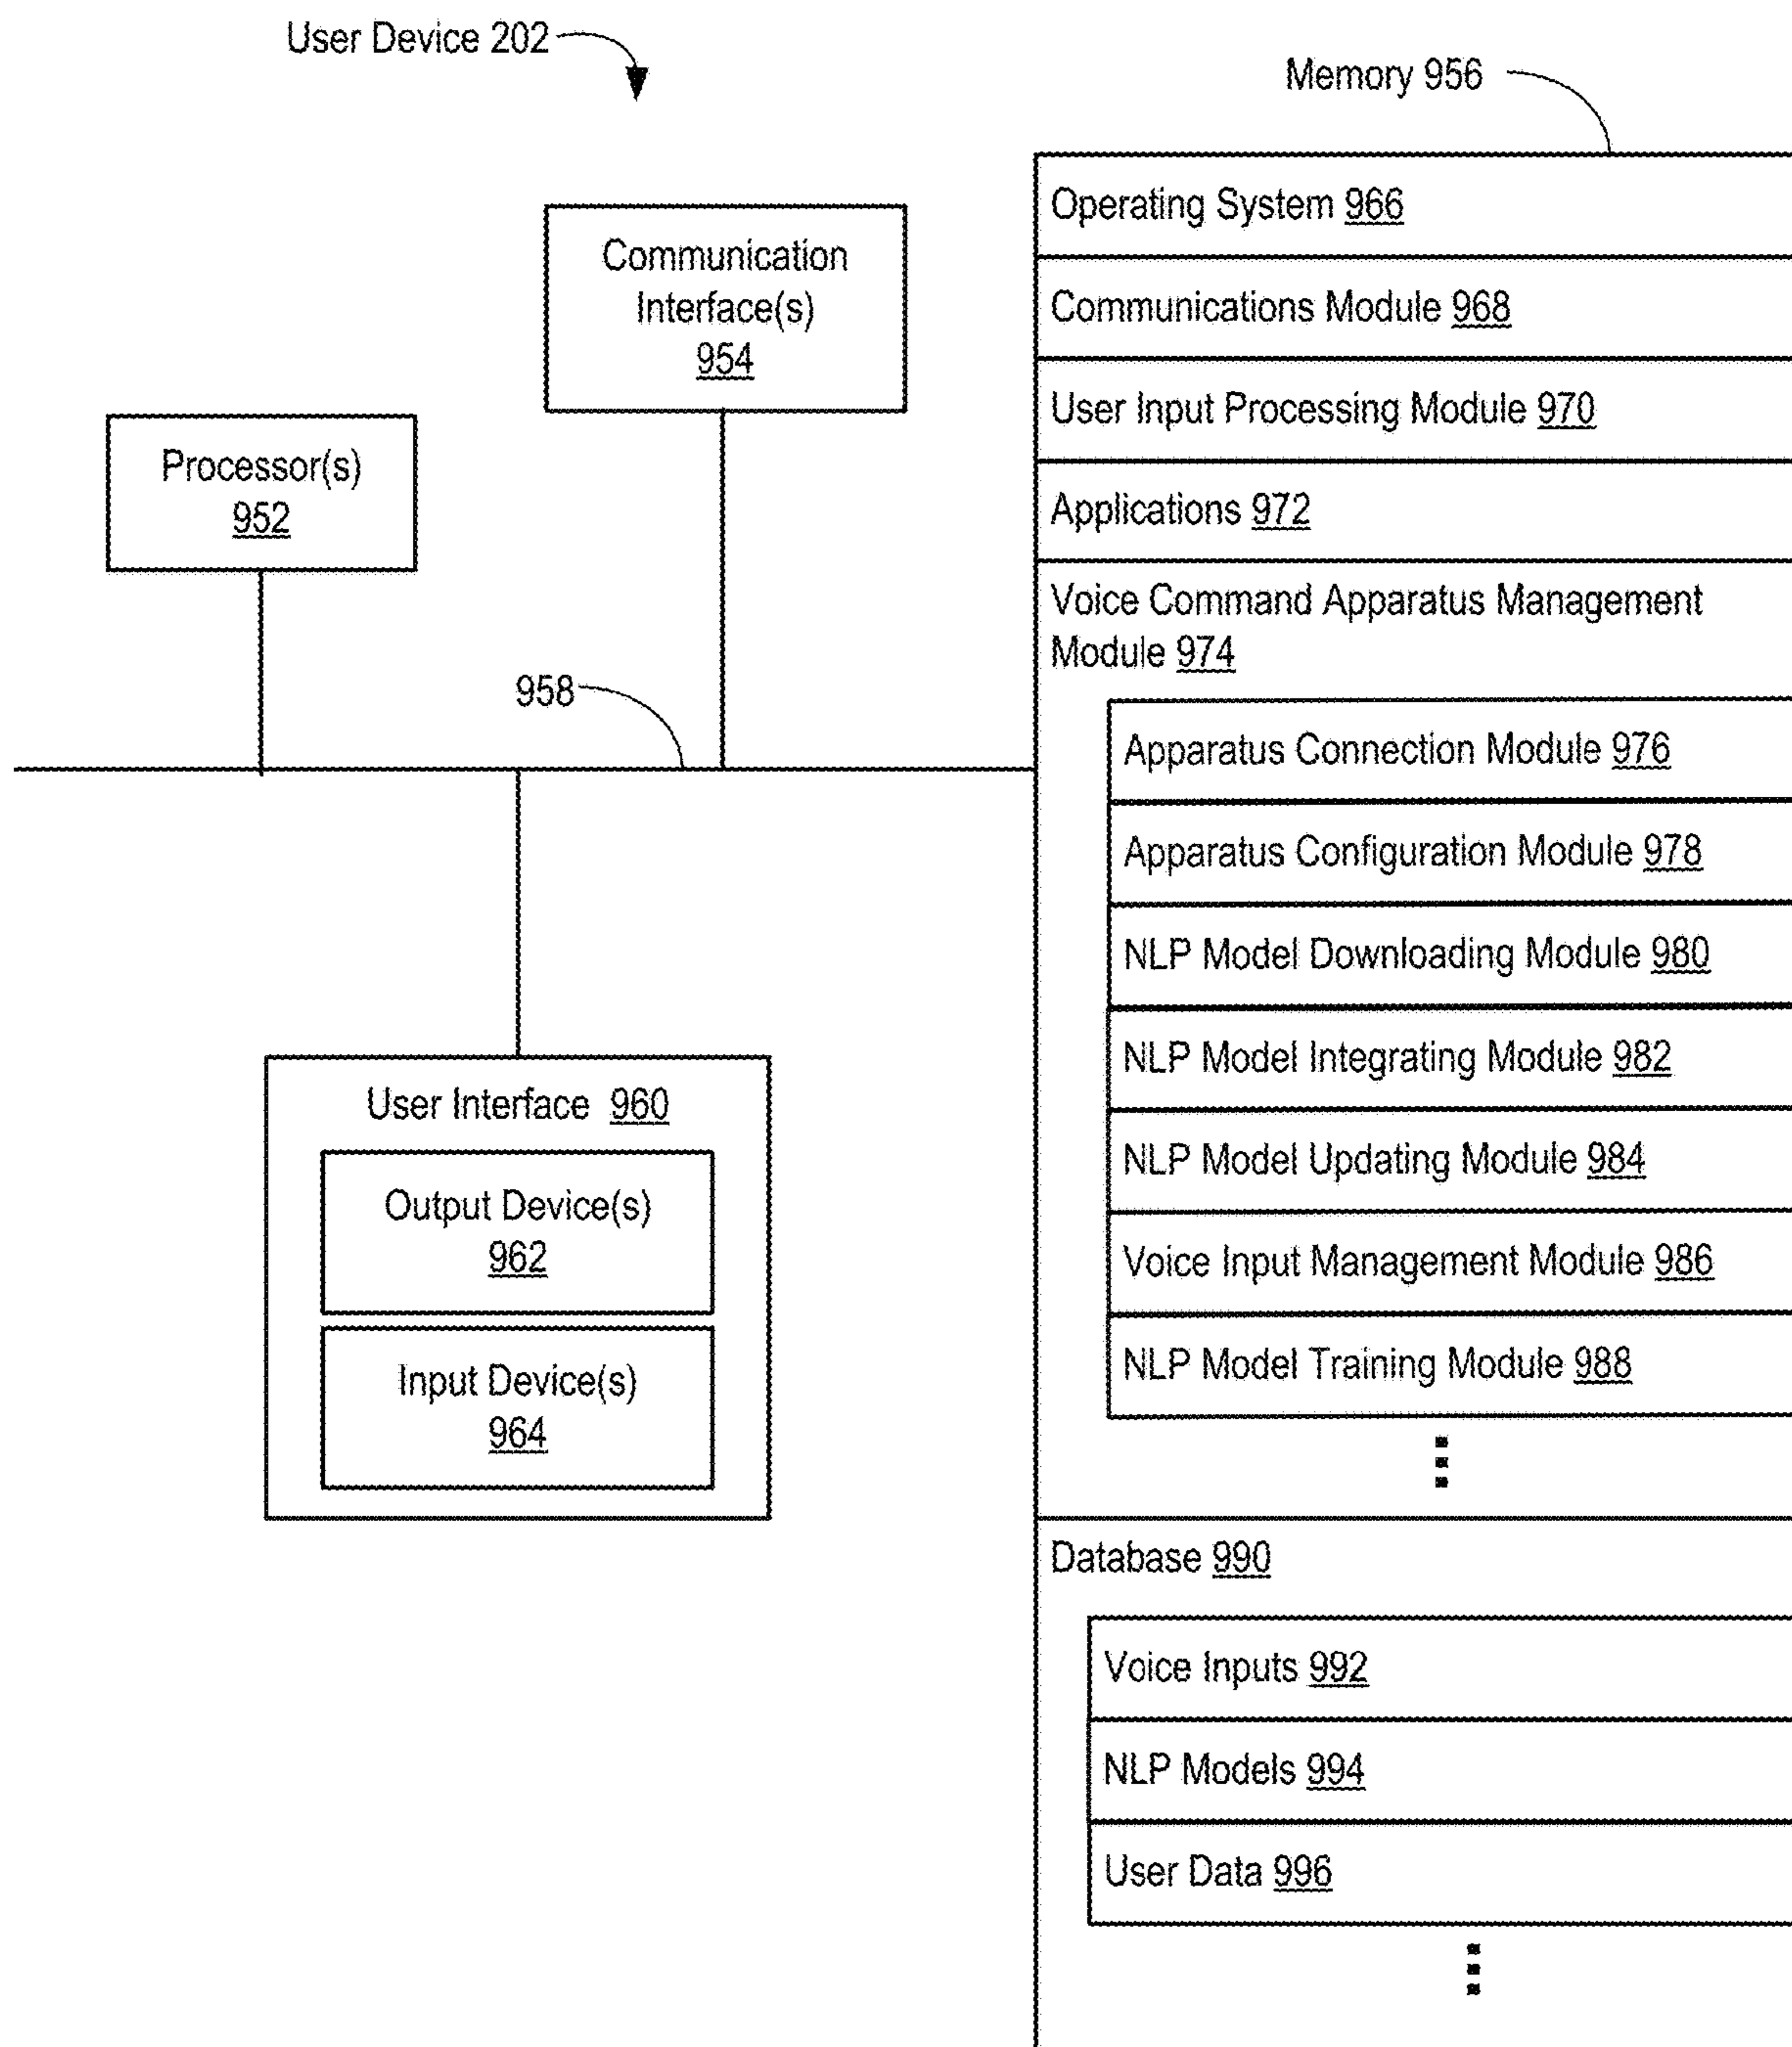 User Device 202
Memory 956
Communication
Interface(s)
954
Processor(s)
952
958
User Interface 960
Output Device(s)
962
Input Device(s)
964
Operating System 966
Communications Module 968
User Input Processing Module 970
Applications 972
Voice Command Apparatus Management
Module 974
Apparatus Connection Module 976
Apparatus Configuration Module 978
NLP Model Downloading Module 980
NLP Model Integrating Module 982
NLP Model Updating Module 984
Voice Input Management Module 986
NLP Model Training Module 988
Database 990
Voice Inputs 992
NLP Models 994
User Data 996